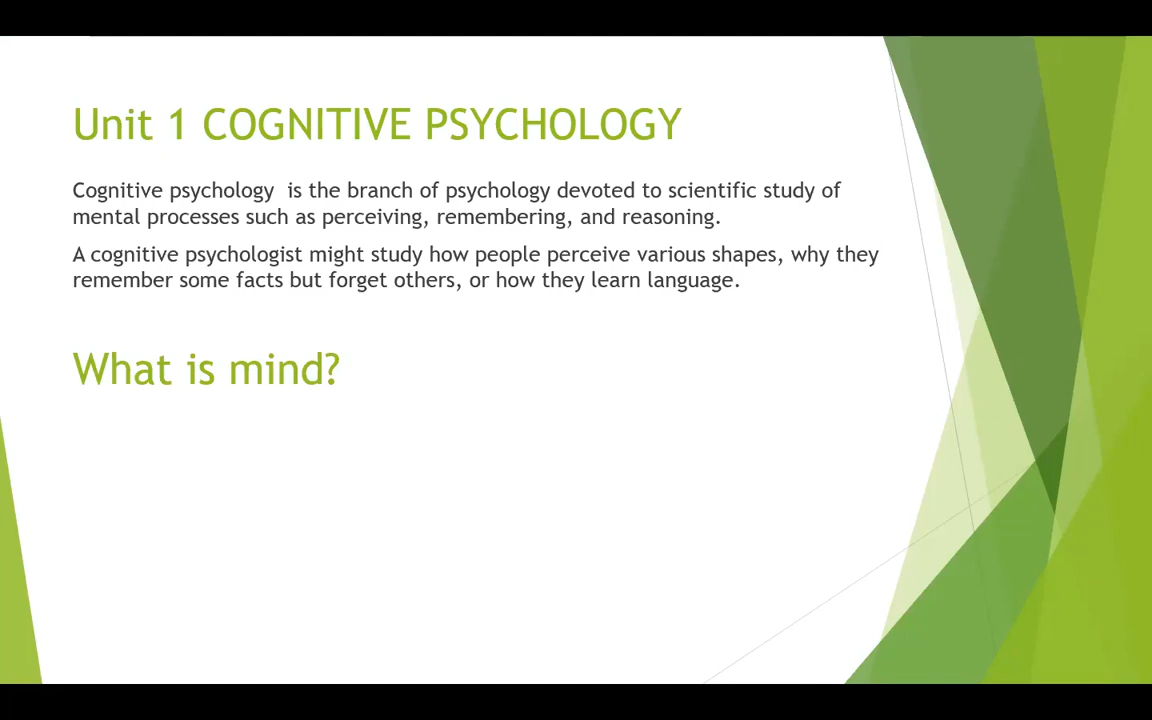 Unit 1 COGNITIVE PSYCHOLOGY
Cognitive psychology  is the branch of psychology devoted to scientific study of
mental processes such as perceiving, remembering, and reasoning.
A cognitive psychologist might study how people perceive various shapes, why they
remember some facts but forget others, or how they learn language.
What is mind?